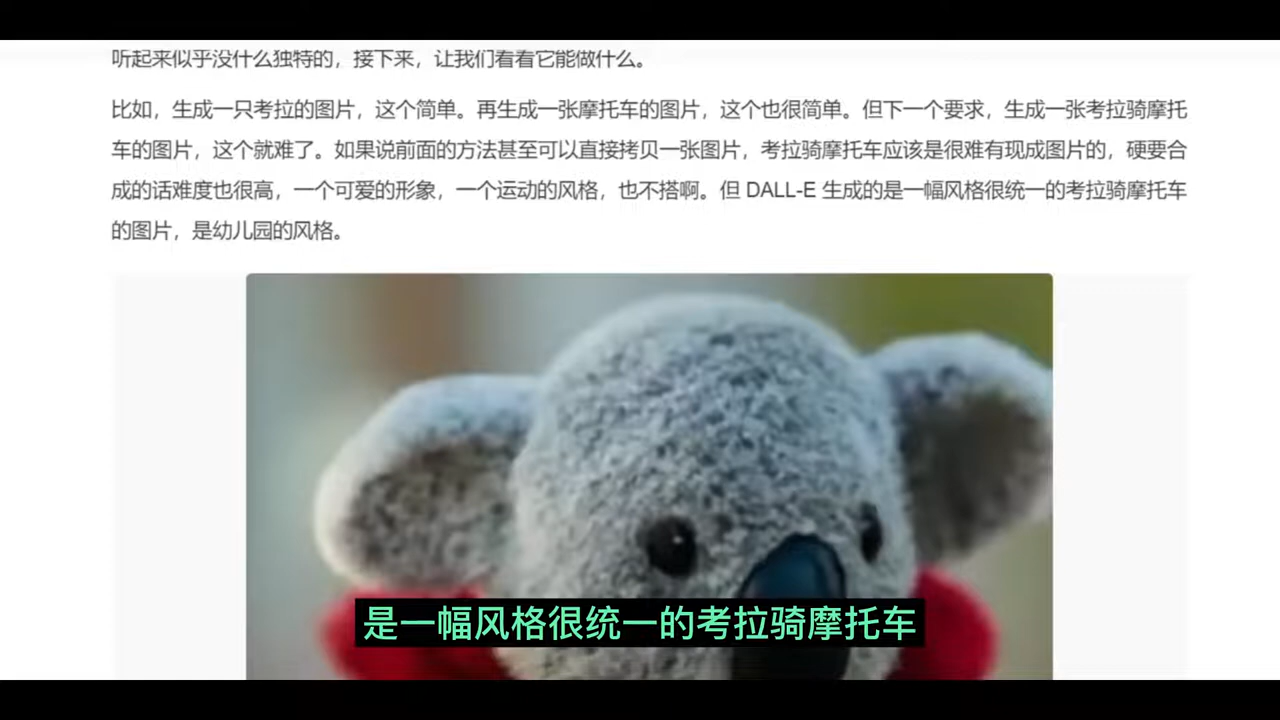 听起来似乎没什么独特的，接下来，让我们看看它能做什么。
比如，生成一只考拉的图片，这个简单。再生成一张摩托车的图片，这个也很简单。但下一个要求，生成一张考拉骑摩托
车的图片，这个就难了。如果说前面的方法甚至可以直接拷贝一张图片，考拉骑摩托车应该是很难有现成图片的，硬要合
成的话难度也很高，一个可爱的形象，一个运动的风格，也不搭啊。但 DALL-E 生成的是一幅风格很统一的考拉骑摩托车
的图片，是幼儿园的风格。
是一幅风格很统一的考拉骑摩托车